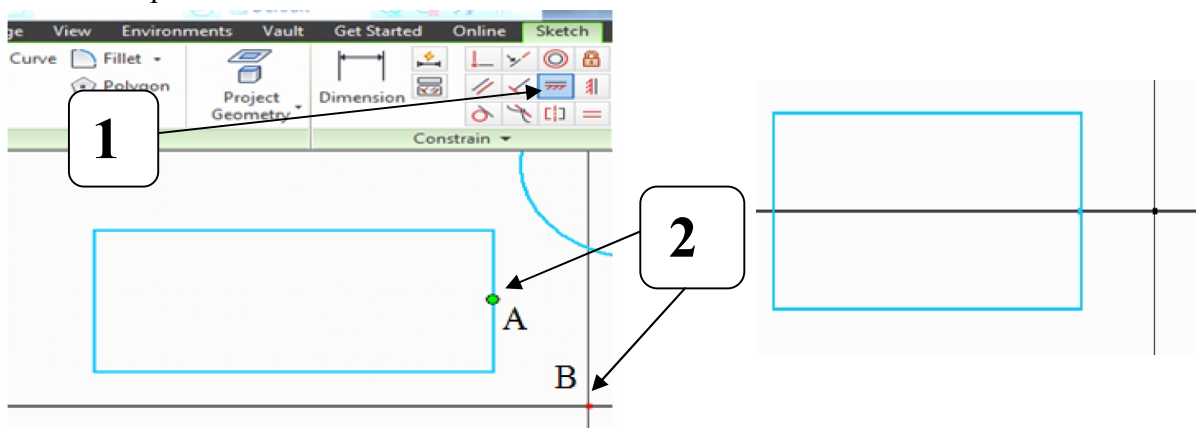 ge View Environments Vault Get Started Online Sketch
Curve Fillet
Polygon
Project Geometry
Dimension
Constrain
1
2
A
B